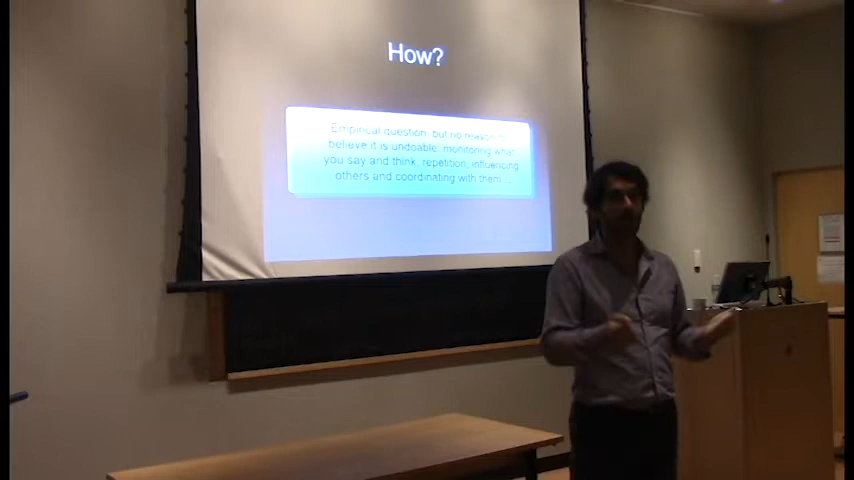 How?
Empirical question, but no reason to
believe it is undoable: monitoring what
you say and think, repetition, influencing
others and coordinating with them...